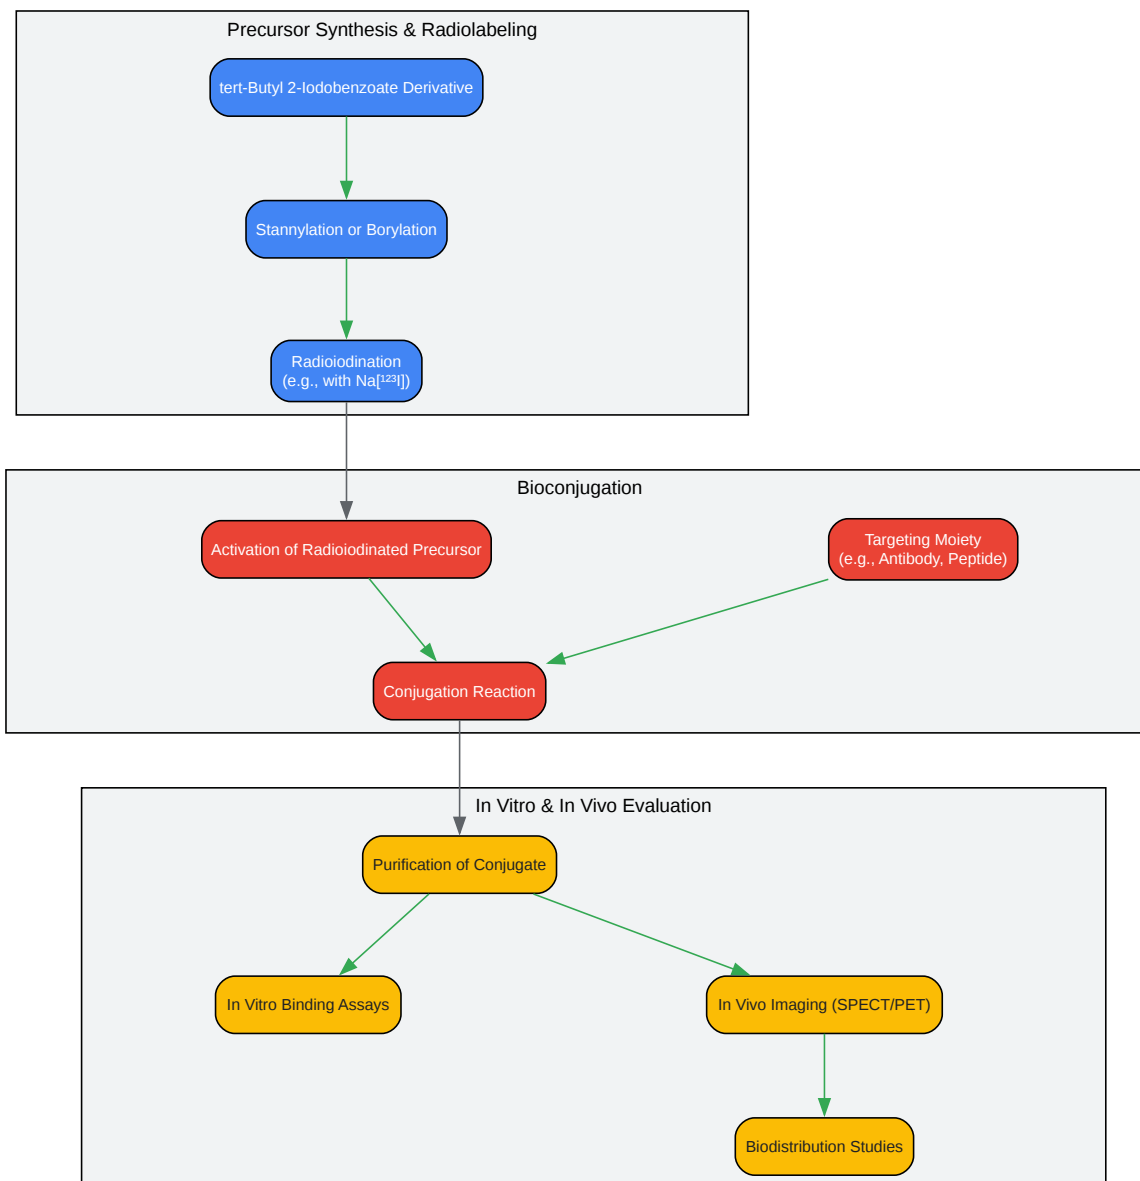 Precursor Synthesis & Radiolabeling
tert-Butyl 2-Iodobenzoate Derivative
Stannylation or Borylation
Radioiodination
(e.g., with Na[¹²³I])
Bioconjugation
Activation of Radioiodinated Precursor
Targeting Moiety
(e.g., Antibody, Peptide)
Conjugation Reaction
In Vitro & In Vivo Evaluation
Purification of Conjugate
In Vitro Binding Assays
In Vivo Imaging (SPECT/PET)
Biodistribution Studies